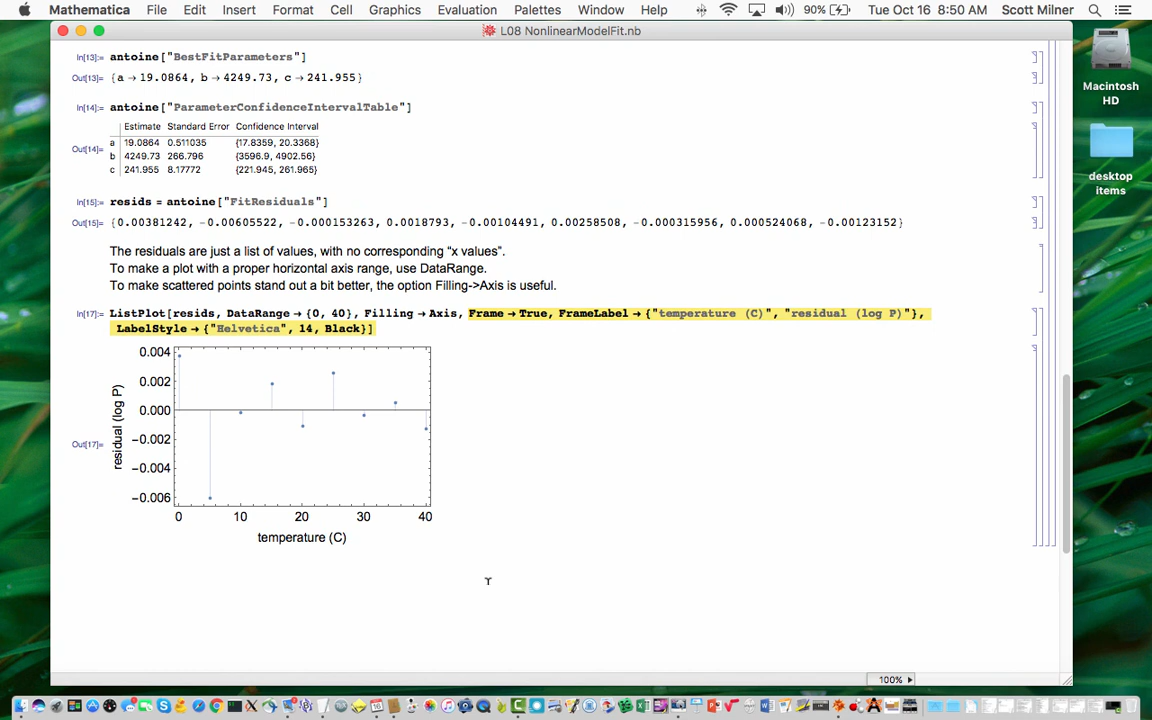 Mathematica File Edit Insert Format Cell Graphics Evaluation Palettes Window Help 90% Tue Oct 16 8:50 AM Scott Milner
L08 NonlinearModelFit.nb
Macintosh HD
desktop items
In[13]:= antoine["BestFitParameters"]
Out[13]= {a → 19.0864, b → 4249.73, c → 241.955}
In[14]:= antoine["ParameterConfidenceIntervalTable"]
Estimate Standard Error Confidence Interval
a 19.0864 0.511035 {17.8359, 20.3368}
Out[14]= b 4249.73 266.796 {3596.9, 4902.56}
c 241.955 8.17772 {221.945, 261.965}
In[15]:= resids = antoine["FitResiduals"]
Out[15]= {0.00381242, -0.00605522, -0.000153263, 0.0018793, -0.00104491, 0.00258508, -0.000315956, 0.000524068, -0.00123152}
The residuals are just a list of values, with no corresponding “x values”.
To make a plot with a proper horizontal axis range, use DataRange.
To make scattered points stand out a bit better, the option Filling->Axis is useful.
In[17]:= ListPlot[resids, DataRange → {0, 40}, Filling → Axis, Frame → True, FrameLabel → {"temperature (C)", "residual (log P)"},
LabelStyle → {"Helvetica", 14, Black}]
0.004
0.002
0.000
-0.002
-0.004
-0.006
residual (log P)
Out[17]=
0 10 20 30 40
temperature (C)
100%